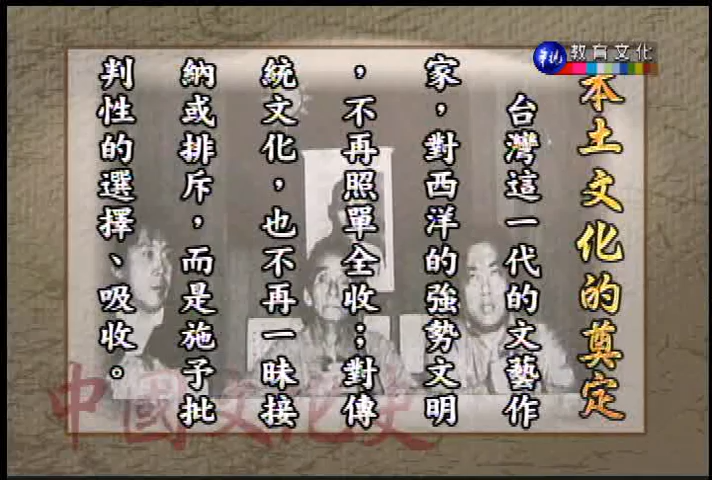 華視 教育文化
本土文化的奠定
台灣這一代的文藝作
家，對西洋的強勢文明
，不再照單全收；對傳
統文化，也不再一昧接
納或排斥，而是施予批
判性的選擇、吸收。
中國文化史